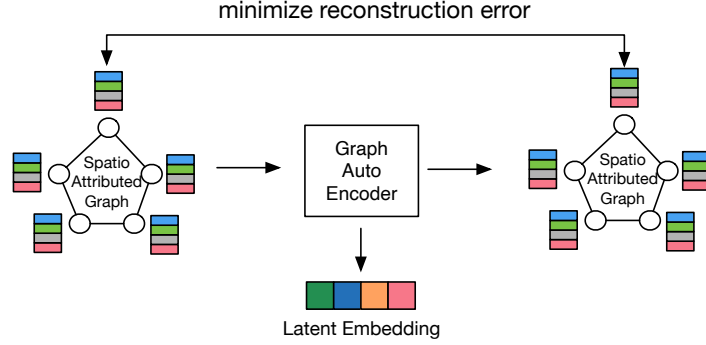 minimize reconstruction error
Spatio
Attributed
Graph
Graph
Auto
Encoder
Spatio
Attributed
Graph
Latent Embedding